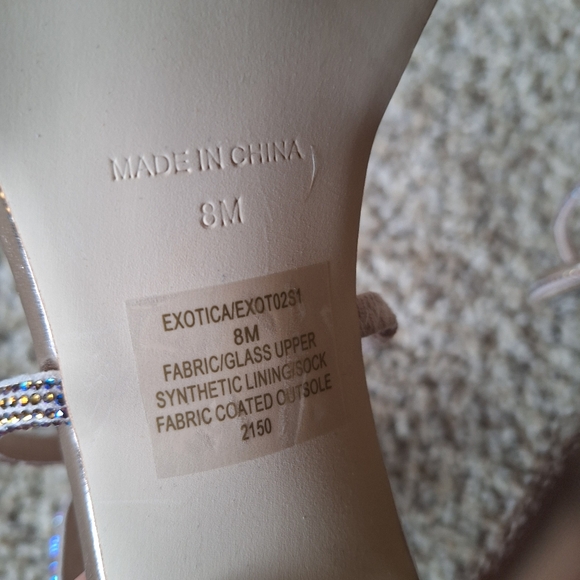 MADE IN CHINA
8M
EXOTICA/EXOT02S1
8M
FABRIC/GLASS UPPER
SYNTHETIC LINING/SOCK
FABRIC COATED OUTSOLE
2150